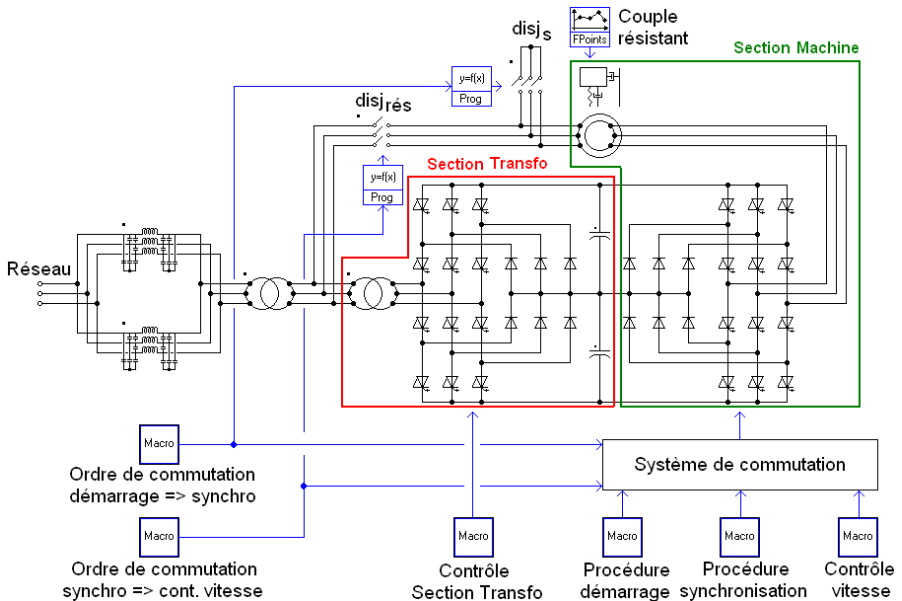 disjs
FPoints
Couple
résistant
Section Machine
y=f(x)
Prog
disjrés
y=f(x)
Prog
Section Transfo
Réseau
Macro
Ordre de commutation
démarrage => synchro
Système de commutation
Macro
Ordre de commutation
synchro => cont. vitesse
Macro
Contrôle
Section Transfo
Macro
Procédure
démarrage
Macro
Procédure
synchronisation
Macro
Contrôle
vitesse